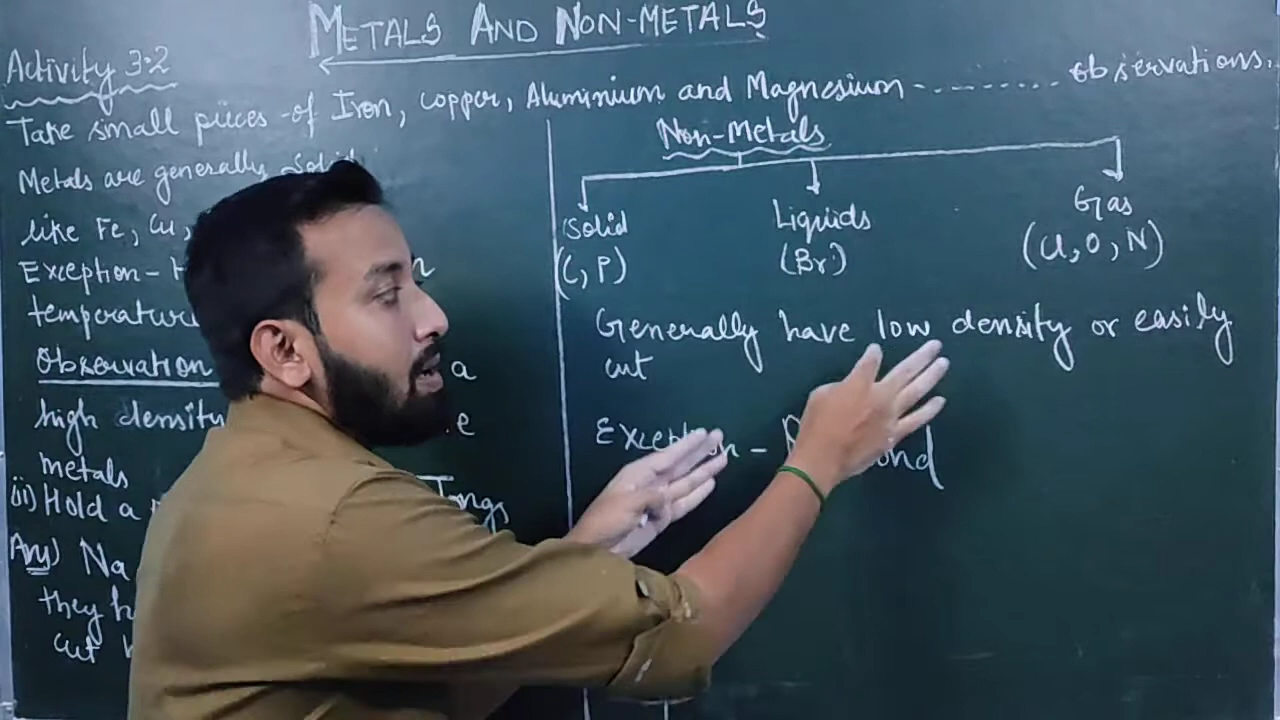 METALS AND NON-METALS
Activity 3.2
Take small pieces of Iron, copper, Aluminium and Magnesium - - - - - - - - - observations.
Metals are generally solid
like Fe, Cu,
Exception -
temperature
Observation a
high density .e
metals
ii) Hold a Tongs
Ans) Na
they h
cut
Non-Metals
Solid Liquids Gas
(C, P) (Br) (Cl, O, N)
Generally have low density or easily
cut
Exception - ond